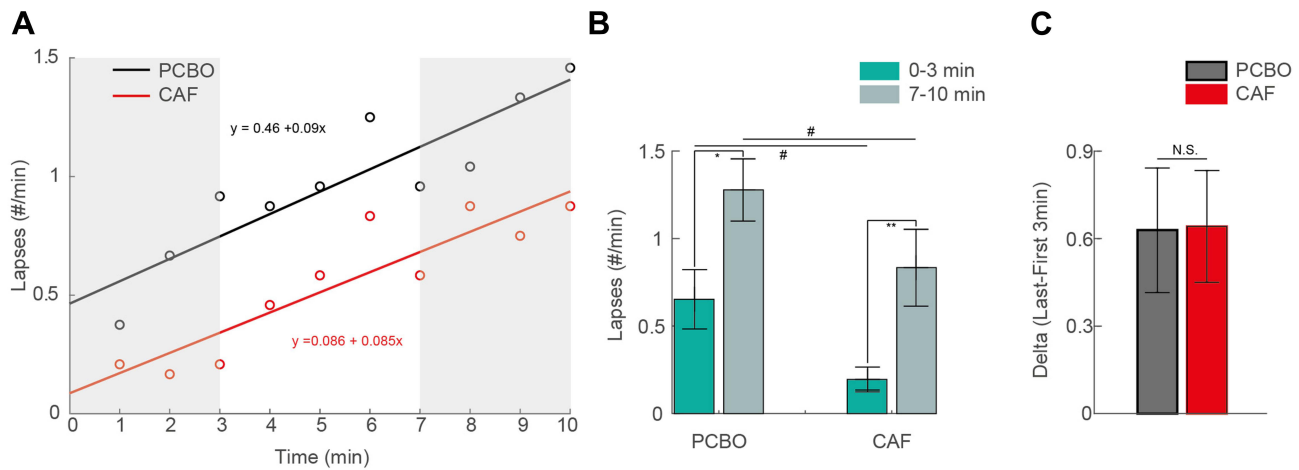 A
1.5
1
0.5
0
Lapses (#/min)
PCBO
CAF
y = 0.46 +0.09x
y =0.086 + 0.085x
0 1 2 3 4 5 6 7 8 9 10
Time (min)
B
0-3 min
7-10 min
#
#
*
**
1.5
1
0.5
0
Lapses (#/min)
PCBO CAF
C
PCBO
CAF
N.S.
0.9
0.6
0.3
0
Delta (Last-First 3min)